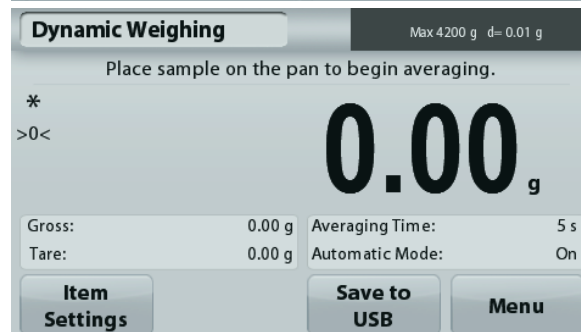 Dynamic Weighing
Max 4200 g d= 0.01 g
Place sample on the pan to begin averaging.
*
>0<
0.00 g
Gross: 0.00 g Averaging Time: 5 s
Tare: 0.00 g Automatic Mode: On
Item Settings
Save to USB
Menu